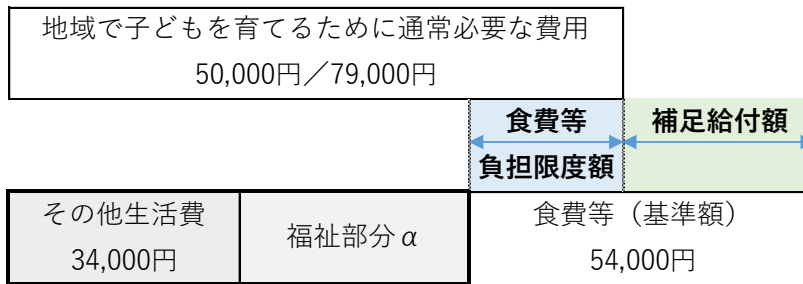 地域で子どもを育てるために通常必要な費用
50,000円／79,000円
食費等
負担限度額
補足給付額
その他生活費
34,000円
福祉部分α
食費等（基準額）
54,000円